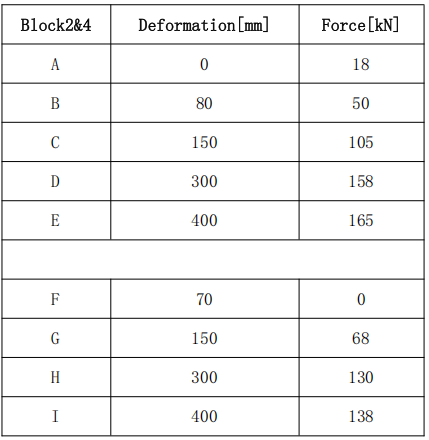 Block2&4 Deformation[mm] Force[kN]
A 0 18
B 80 50
C 150 105
D 300 158
E 400 165
F 70 0
G 150 68
H 300 130
I 400 138